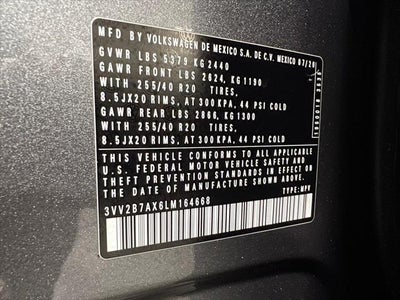 MFD BY VOLKSWAGEN DE MEXICO S.A. DE C.V. MEXICO 07/20
GVWR LBS 5379 KG 2440
GAWR FRONT LBS 2624, KG 1190
WITH 255/40 R20 TIRES,
8.5JX20 RIMS, AT 300 KPA, 44 PSI COLD
GAWR REAR LBS 2866, KG 1300
WITH 255/40 R20 TIRES,
8.5JX20 RIMS, AT 300 KPA, 44 PSI COLD
THIS VEHICLE CONFORMS TO ALL APPLICABLE
U.S. FEDERAL MOTOR VEHICLE SAFETY AND
THEFT PREVENTION STANDARDS IN EFFECT ON
THE DATE OF MANUFACTURE SHOWN ABOVE.
3VV2B7AX6LM164668 TYPE: MPV